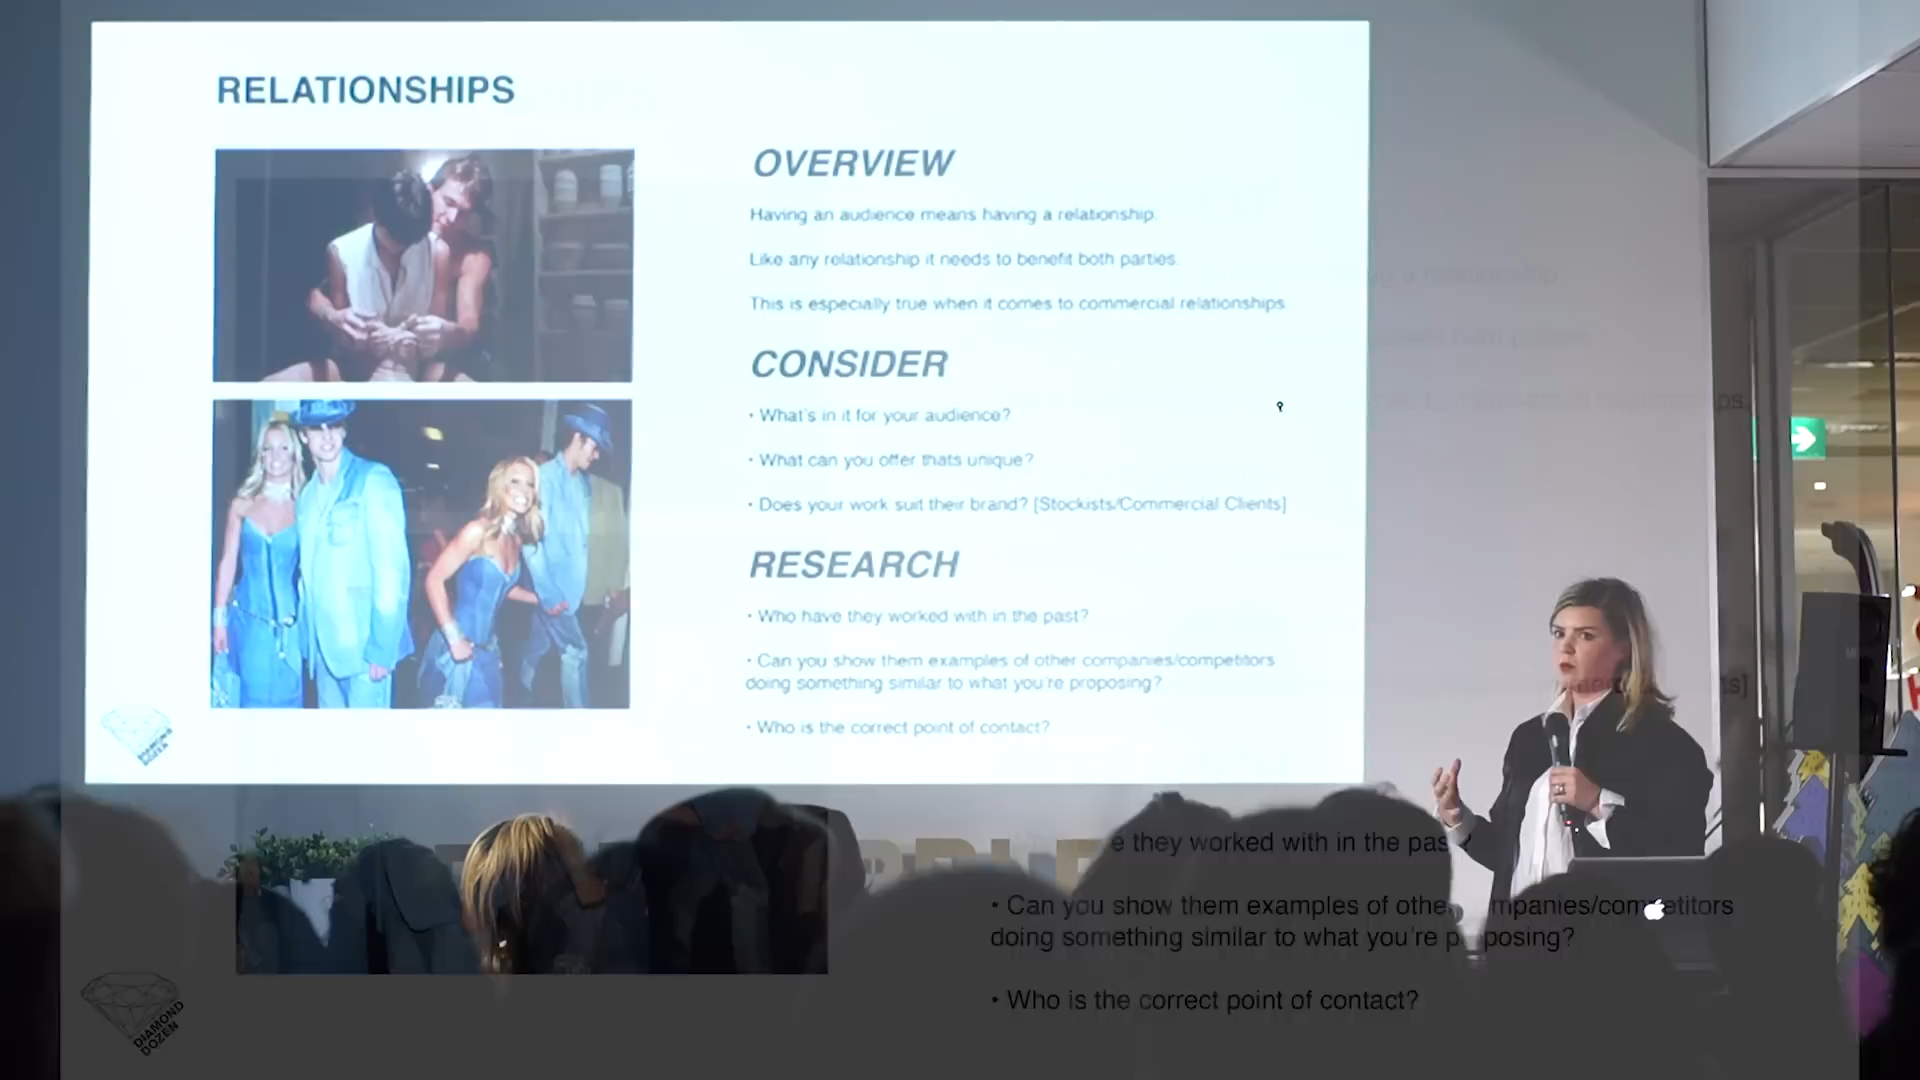 RELATIONSHIPS
OVERVIEW
Having an audience means having a relationship.
Like any relationship it needs to benefit both parties.
This is especially true when it comes to commercial relationships.
CONSIDER
• What's in it for your audience?
• What can you offer thats unique?
• Does your work suit their brand? [Stockists/Commercial Clients]
RESEARCH
• Who have they worked with in the past?
• Can you show them examples of other companies/competitors
doing something similar to what you're proposing?
• Who is the correct point of contact?
DIAMOND
DOZEN
they worked with in the
• Can you show them examples of
doing something similar to what you're
• Who is the correct point of contact?
DIAMOND
DOZEN